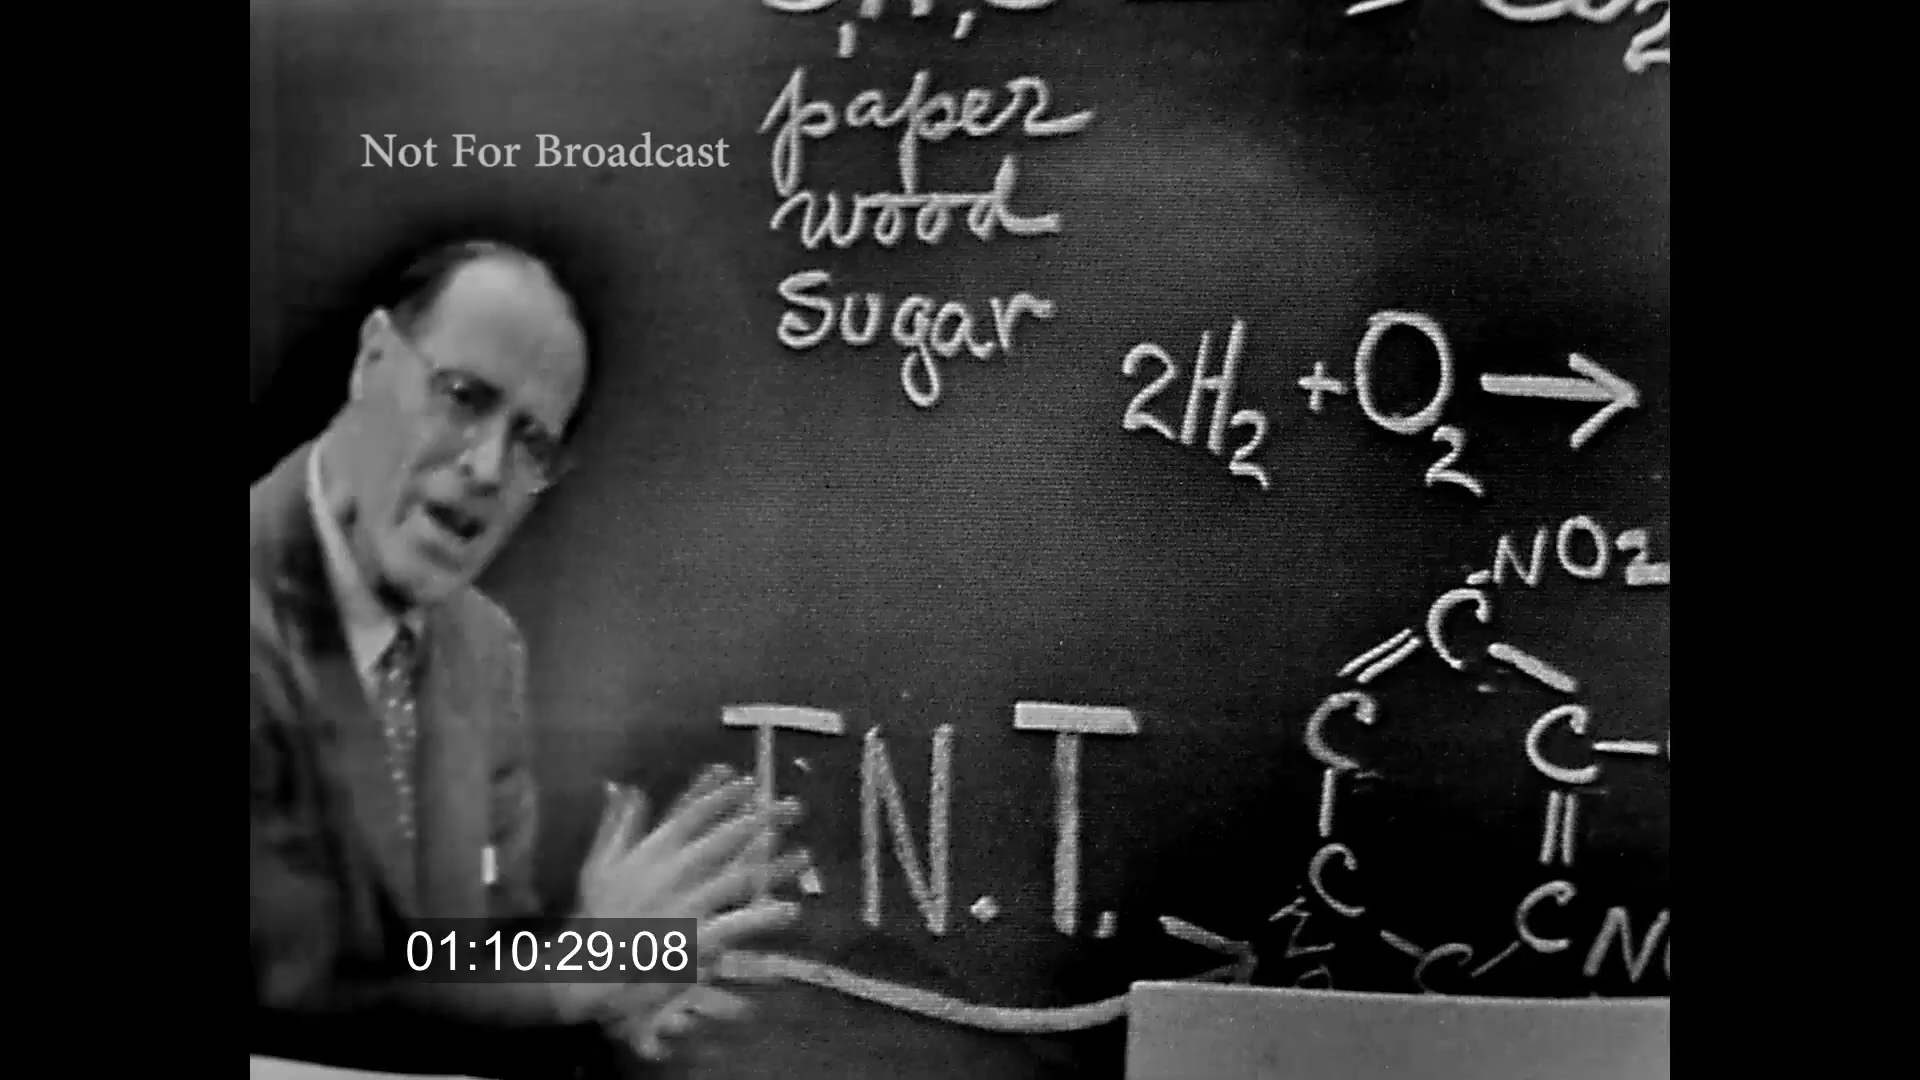 Not For Broadcast
paper
wood
Sugar
2H2 + O2 →
NO2
C
C
C
C
C
C
T.N.T.
01:10:29:08